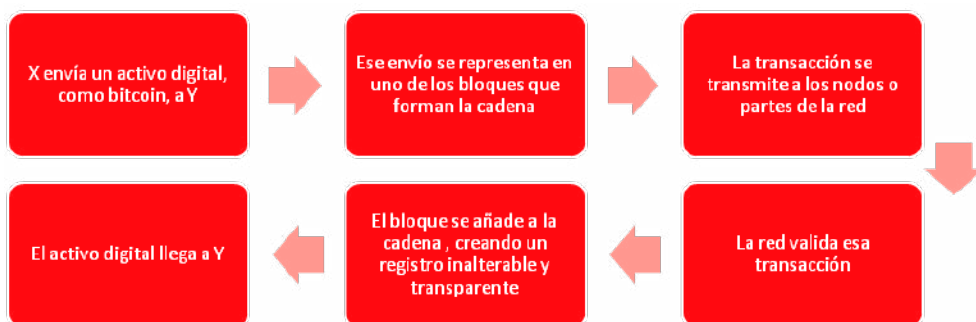 X envía un activo digital,
como bitcoin, a Y
Ese envío se representa en
uno de los bloques que
forman la cadena
La transacción se
transmite a los nodos o
partes de la red
La red valida esa
transacción
El bloque se añade a la
cadena , creando un
registro inalterable y
transparente
El activo digital llega a Y